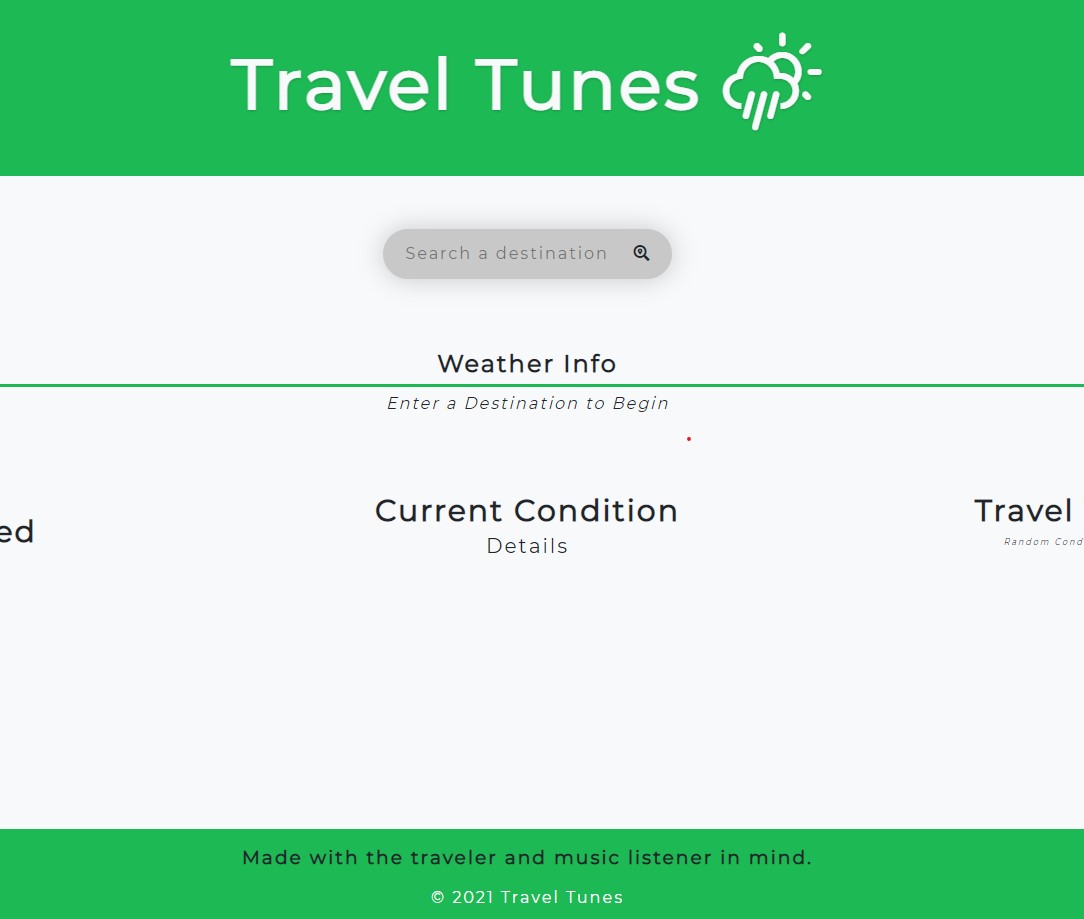 Travel Tunes
Search a destination
Weather Info
Enter a Destination to Begin
ed
Current Condition
Details
Travel
Random Cond
Made with the traveler and music listener in mind.
© 2021 Travel Tunes